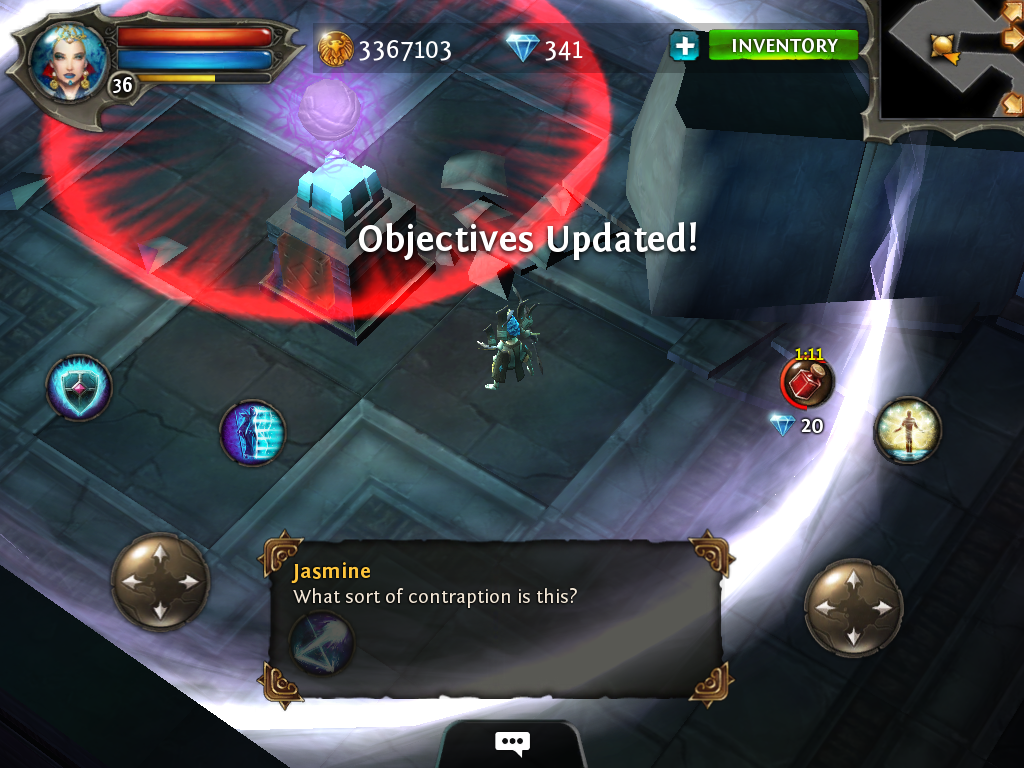 3367103
341
INVENTORY
36
Objectives Updated!
1:11
20
Jasmine
What sort of contraption is this?